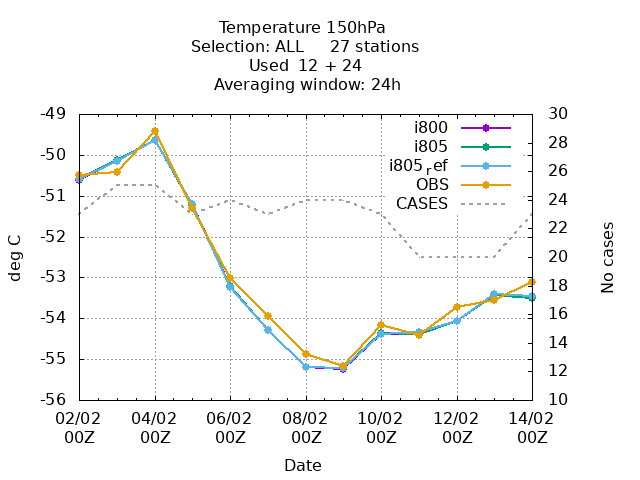 Temperature 150hPa
Selection: ALL 27 stations
Used 12 + 24
Averaging window: 24h
-49
-50
-51
-52
-53
-54
-55
-56
deg C
30
28
26
24
22
20
18
16
14
12
10
No cases
i800
i805
i805ref
OBS
CASES
02/02 04/02 06/02 08/02 10/02 12/02 14/02
00Z 00Z 00Z 00Z 00Z 00Z 00Z
Date